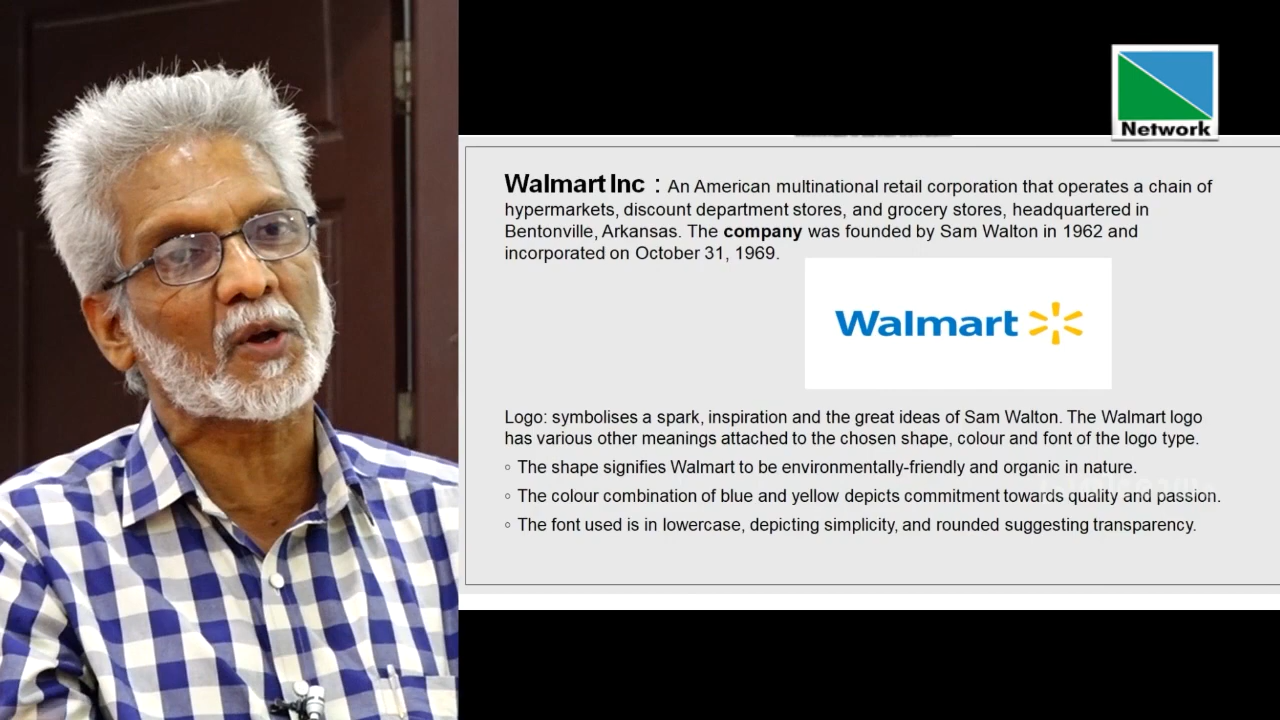 Network
Walmart Inc : An American multinational retail corporation that operates a chain of
hypermarkets, discount department stores, and grocery stores, headquartered in
Bentonville, Arkansas. The company was founded by Sam Walton in 1962 and
incorporated on October 31, 1969.
Walmart
Logo: symbolises a spark, inspiration and the great ideas of Sam Walton. The Walmart logo
has various other meanings attached to the chosen shape, colour and font of the logo type.
◦ The shape signifies Walmart to be environmentally-friendly and organic in nature.
◦ The colour combination of blue and yellow depicts commitment towards quality and passion.
◦ The font used is in lowercase, depicting simplicity, and rounded suggesting transparency.